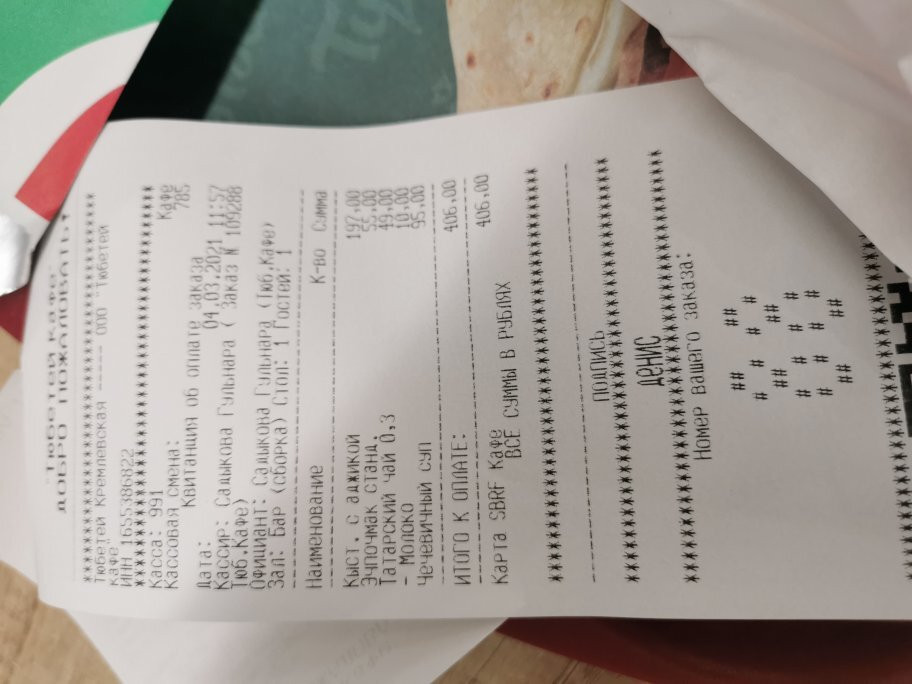 "Тюбетей Кафе"
ДОБРО ПОЖАЛОВАТЬ!
*************************************
Тюбетей Кремлевская ----- ООО "Тюбетей
Кафе"
ИНН 1655386822
*************************************
Касса: 991 Кафе
Кассовая смена: 785
Квитанция об оплате заказа
Дата: 04.03.2021 11:57
Кассир: Садыкова Гульнара ( Заказ № 109288
Тюб.Кафе)
Официант: Садыкова Гульнара (Тюб.Кафе)
Зал: Бар (сборка) Стол: 1 Гостей: 1
Наименование К-во Сумма
Кыст. с аджикой 197,00
Эчпочмак станд. 55,00
Татарский чай 0,3 49,00
- Молоко 10,00
Чечевичный суп 95,00
ИТОГО К ОПЛАТЕ: 406,00
Карта SBRF Кафе 406,00
ВСЕ СУММЫ В РУБЛЯХ
*************************************
ПОДПИСЬ
*************************************
Денис
*************************************
Номер вашего заказа: